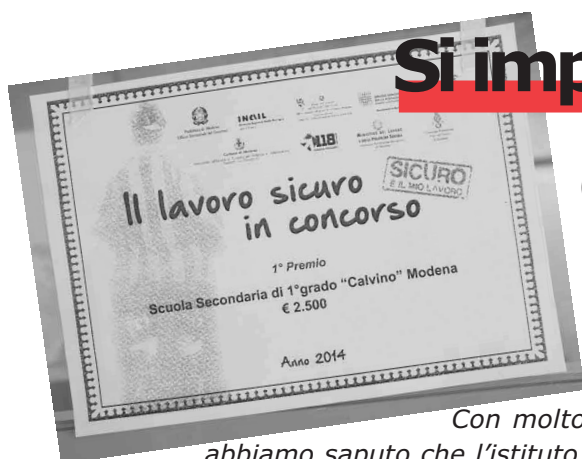 Si imp
INAIL
118
SICURO
È IL MIO LAVORO
Il lavoro sicuro
in concorso
1° Premio
Scuola Secondaria di 1°grado "Calvino" Modena
€ 2.500
Anno 2014
Con molto
abbiamo saputo che l'istituto